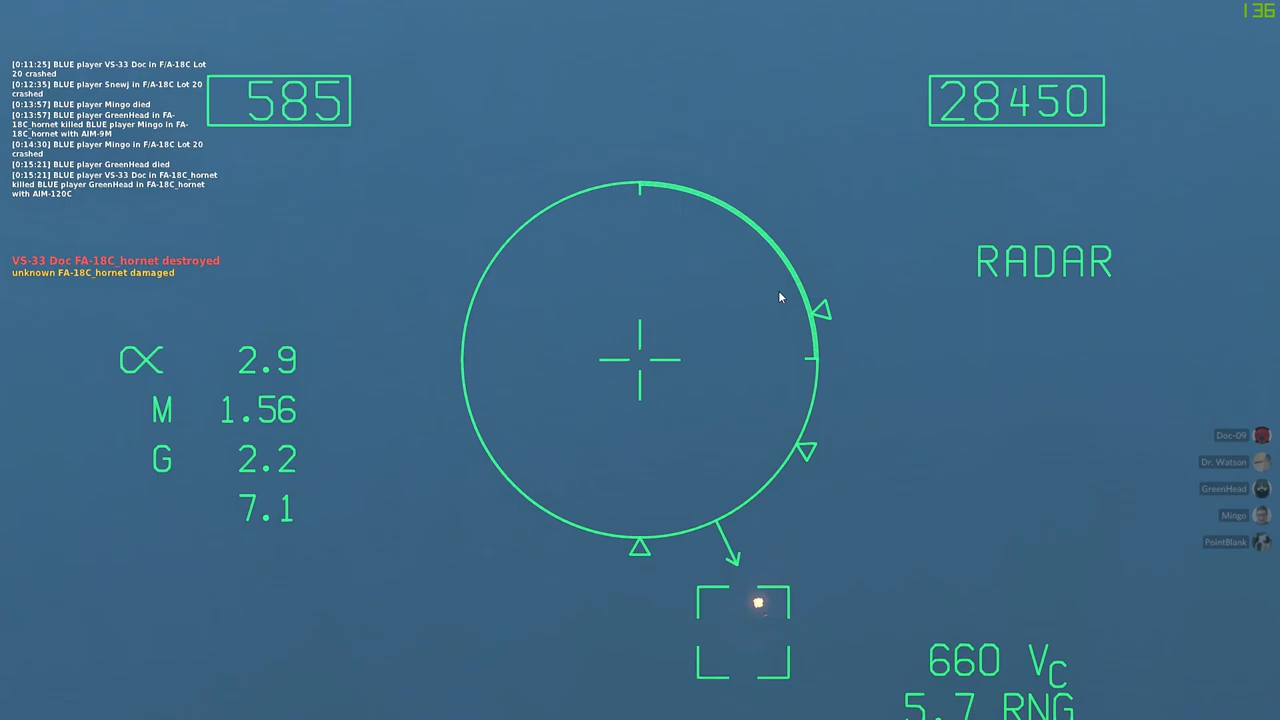 136
[0:11:25] BLUE player VS-33 Doc in F/A-18C Lot
20 crashed
[0:12:35] BLUE player Snewj in F/A-18C Lot 20
crashed
[0:13:57] BLUE player Mingo died
[0:13:57] BLUE player GreenHead in FA-
18C_hornet killed BLUE player Mingo in FA-
18C_hornet with AIM-9M
[0:14:30] BLUE player Mingo in F/A-18C Lot 20
crashed
[0:15:21] BLUE player GreenHead died
[0:15:21] BLUE player VS-33 Doc in FA-18C_hornet
killed BLUE player GreenHead in FA-18C_hornet
with AIM-120C
585
28450
RADAR
VS-33 Doc FA-18C_hornet destroyed
unknown FA-18C_hornet damaged
α 2.9
M 1.56
G 2.2
7.1
Doc-09
Dr. Watson
GreenHead
Mingo
PointBlank
660 VC
5.7 RNG